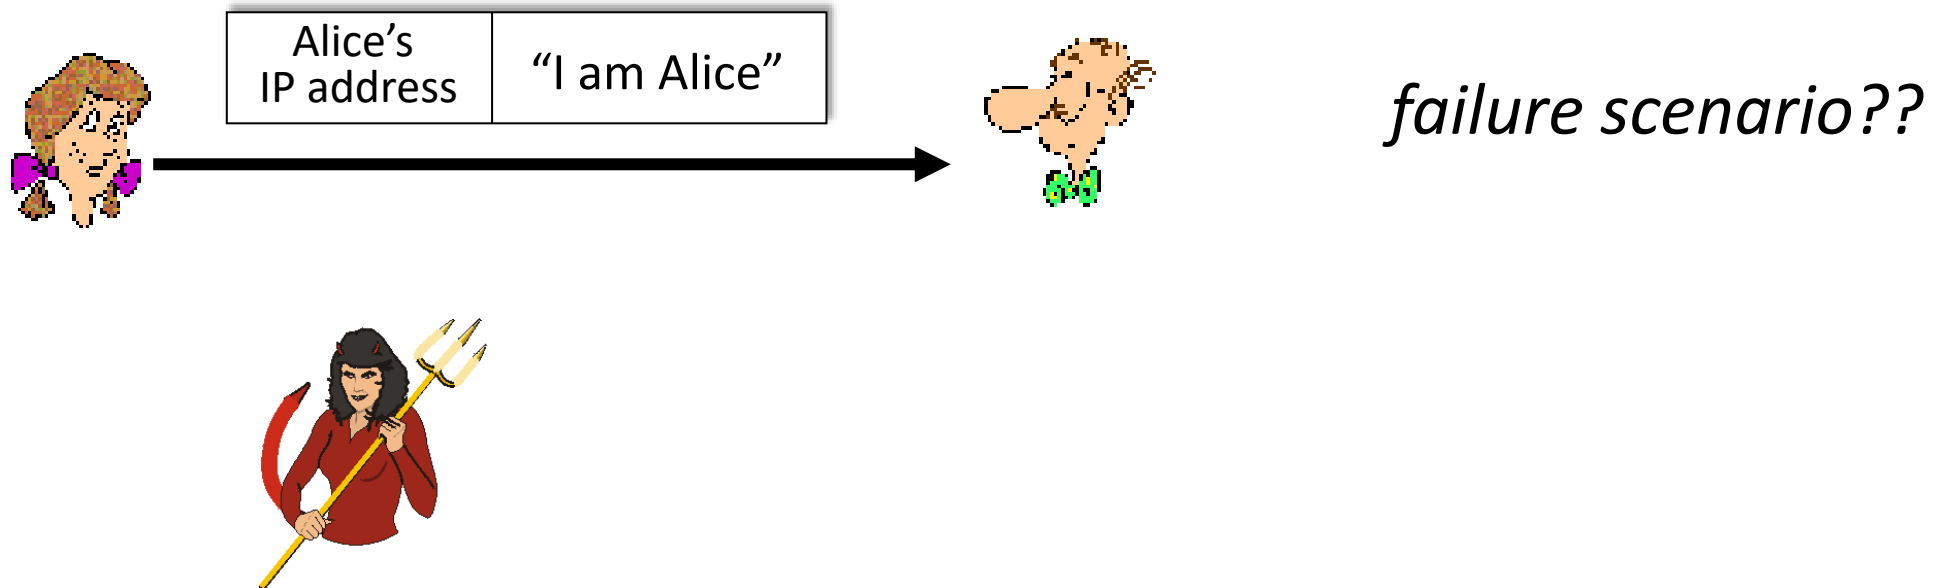 Alice’s
IP address
“I am Alice”
failure scenario??